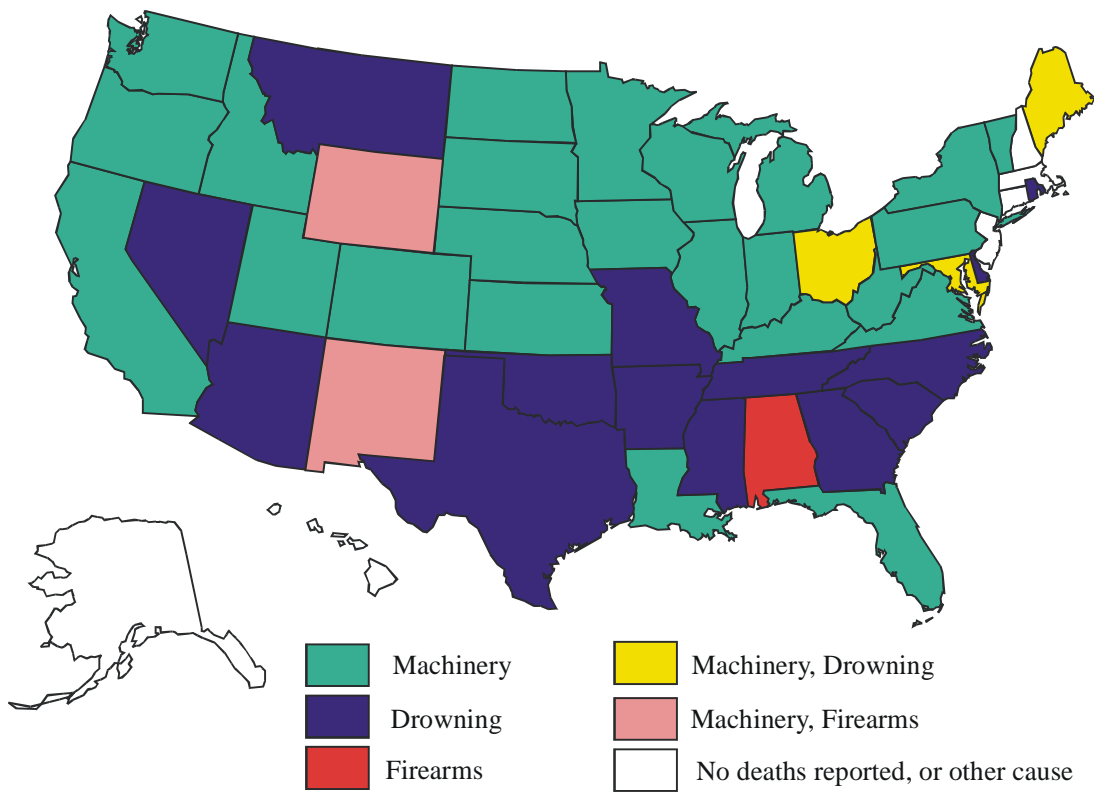 Machinery
Drowning
Firearms
Machinery, Drowning
Machinery, Firearms
No deaths reported, or other cause